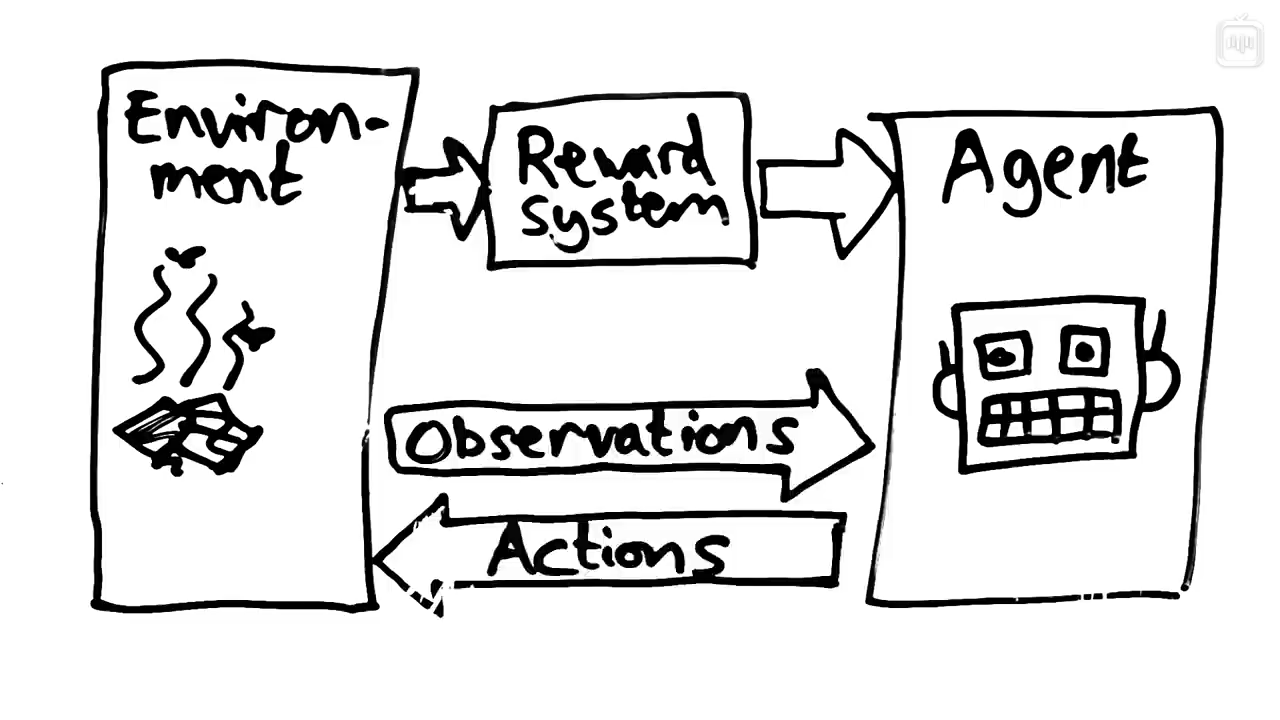 Environ-
ment
Reward
system
Agent
Observations
Actions